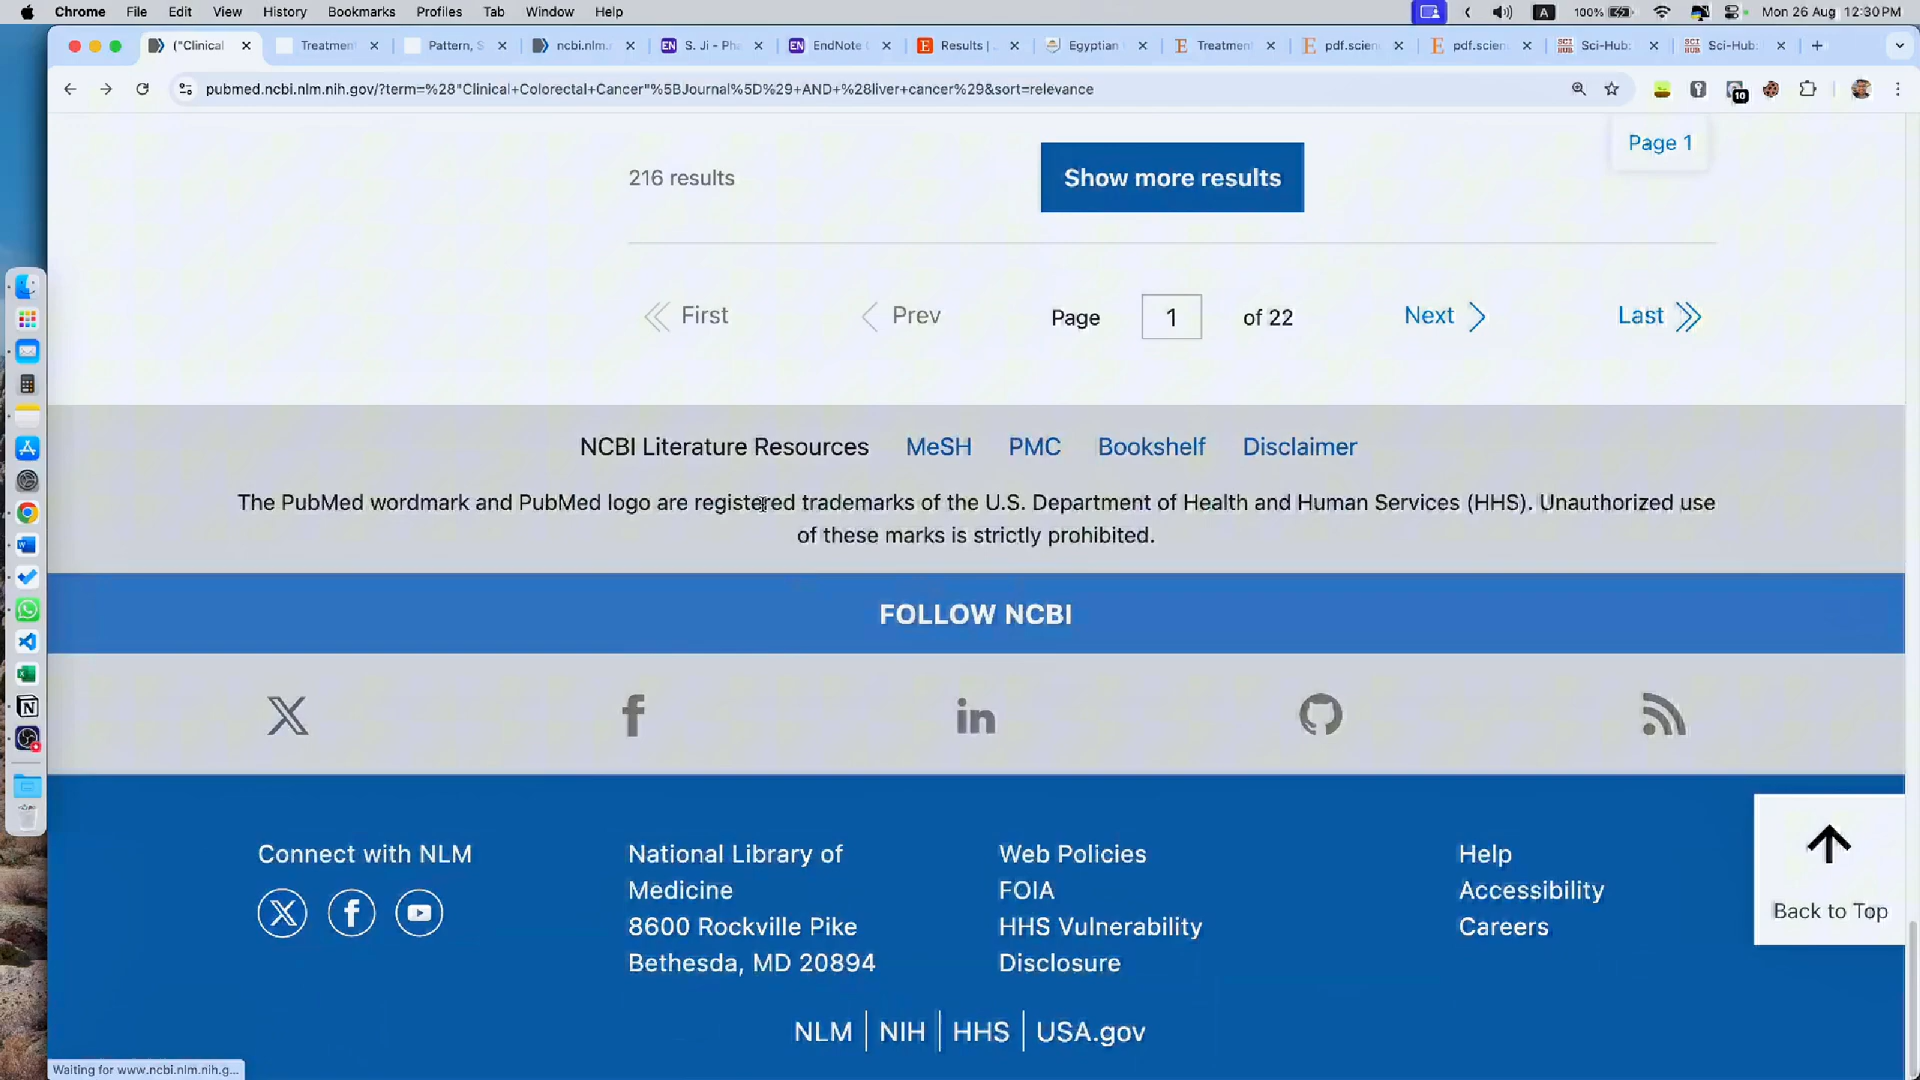 Chrome File Edit View History Bookmarks Profiles Tab Window Help
A 100% Mon 26 Aug 12:30 PM
("Clinical Treatment Pattern, S ncbi.nlm.r S. Ji - Pha EndNote Results | Egyptian Treatment pdf.scien pdf.scien Sci-Hub: Sci-Hub:
pubmed.ncbi.nlm.nih.gov/?term=%28"Clinical+Colorectal+Cancer"%5BJournal%5D%29+AND+%28liver+cancer%29&sort=relevance
10
Page 1
216 results
Show more results
First Prev Page 1 of 22 Next Last
NCBI Literature Resources MeSH PMC Bookshelf Disclaimer
The PubMed wordmark and PubMed logo are registered trademarks of the U.S. Department of Health and Human Services (HHS). Unauthorized use
of these marks is strictly prohibited.
FOLLOW NCBI
Connect with NLM
National Library of
Medicine
8600 Rockville Pike
Bethesda, MD 20894
Web Policies
FOIA
HHS Vulnerability
Disclosure
Help
Accessibility
Careers
Back to Top
NLM NIH HHS USA.gov
Waiting for www.ncbi.nlm.nih.g...